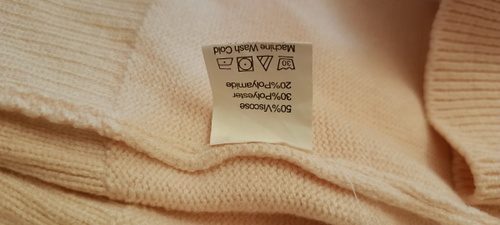 50%Viscose
30%Polyester
20%Polyamide
30
Machine Wash Cold